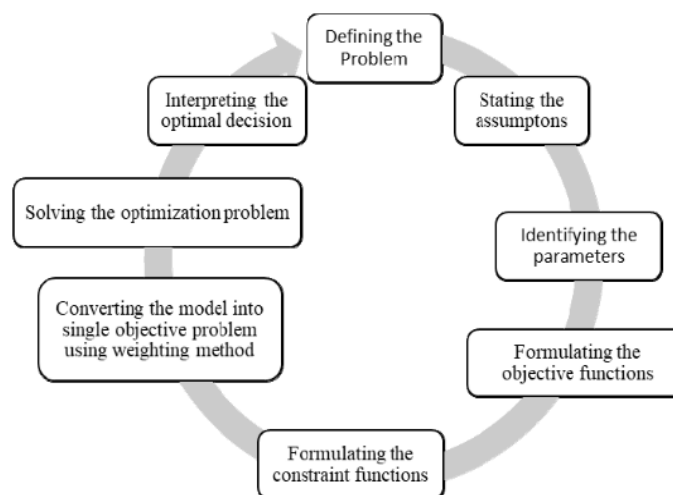 Defining the
Problem
Stating the
assumptons
Identifying the
parameters
Formulating the
objective functions
Formulating the
constraint functions
Converting the model into
single objective problem
using weighting method
Solving the optimization problem
Interpreting the
optimal decision